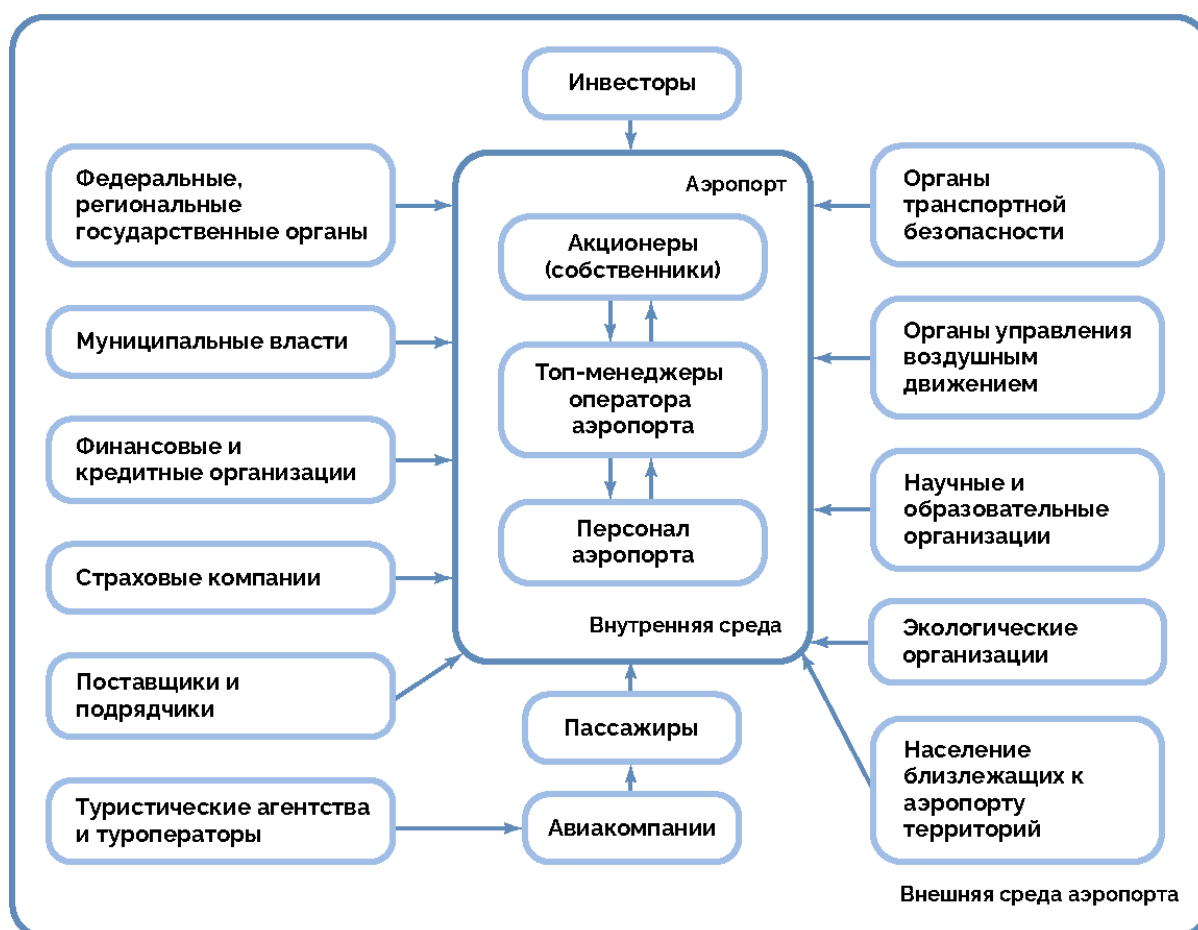 Инвесторы
Федеральные,
региональные
государственные органы
Муниципальные власти
Финансовые и
кредитные организации
Страховые компании
Поставщики и
подрядчики
Туристические агентства
и туроператоры
Аэропорт
Акционеры
(собственники)
Топ-менеджеры
оператора
аэропорта
Персонал
аэропорта
Внутренняя среда
Пассажиры
Авиакомпании
Органы
транспортной
безопасности
Органы управления
воздушным
движением
Научные и
образовательные
организации
Экологические
организации
Население
близлежащих к
аэропорту
территорий
Внешняя среда аэропорта